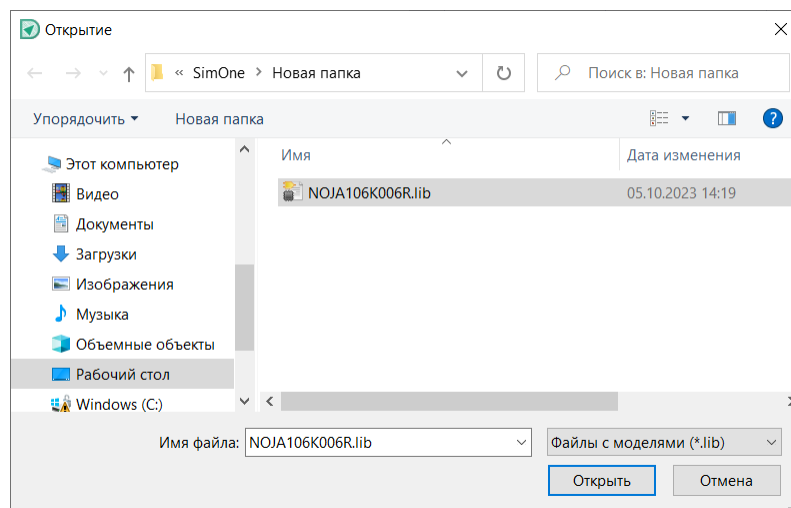 Открытие
« SimOne > Новая папка
Поиск в: Новая папка
Упорядочить
Новая папка
Имя
Дата изменения
Этот компьютер
Видео
Документы
Загрузки
Изображения
Музыка
Объемные объекты
Рабочий стол
Windows (C:)
NOJA106K006R.lib
05.10.2023 14:19
Имя файла:
NOJA106K006R.lib
Файлы с моделями (*.lib)
Открыть
Отмена